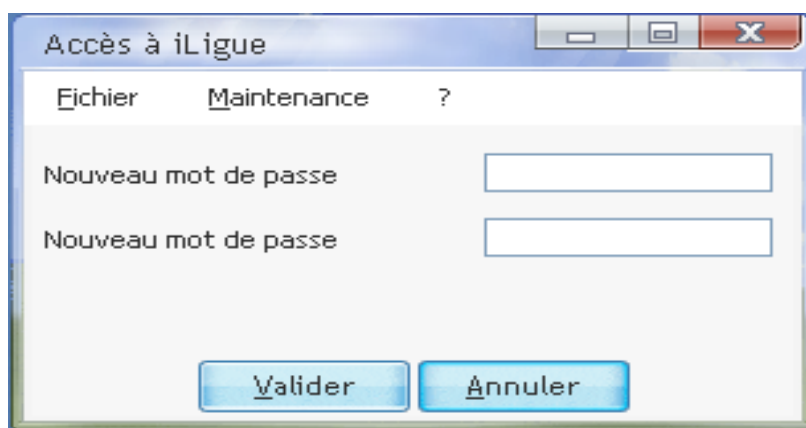 Accès à iLigue
Fichier Maintenance ?
Nouveau mot de passe
Nouveau mot de passe
Valider Annuler